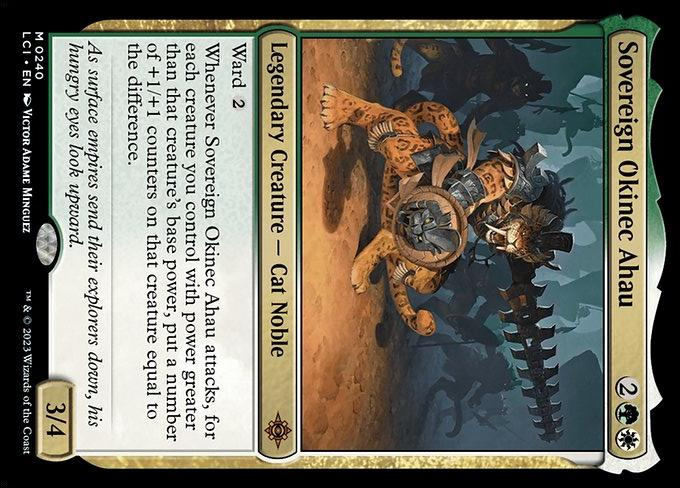 Sovereign Okinec Ahau 2
Legendary Creature — Cat Noble
Ward 2
Whenever Sovereign Okinec Ahau attacks, for
each creature you control with power greater
than that creature's base power, put a number
of +1/+1 counters on that creature equal to
the difference.
As surface empires send their explorers down, his
hungry eyes look upward.
3/4
M 0240
LCI • EN VICTOR ADAME MINGUEZ
™ & © 2023 Wizards of the Coast